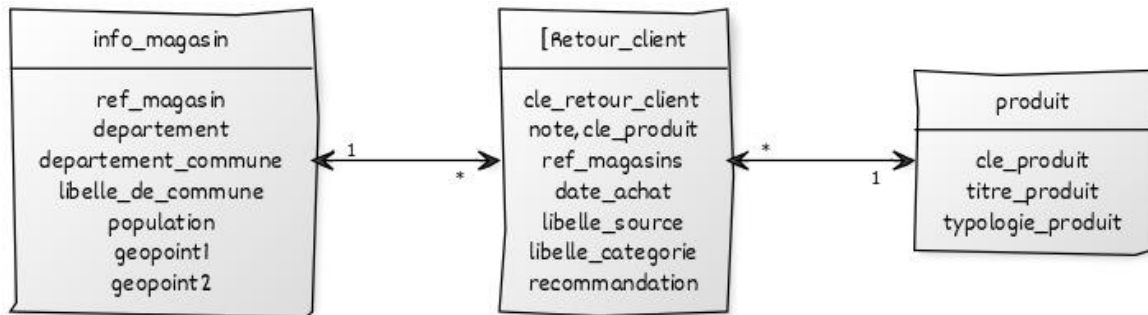 info_magasin
ref_magasin
departement
departement_commune
libelle_de_commune
population
geopoint1
geopoint2
1
*
[Retour_client
cle_retour_client
note,cle_produit
ref_magasins
date_achat
libelle_source
libelle_categorie
recommandation
*
1
produit
cle_produit
titre_produit
typologie_produit